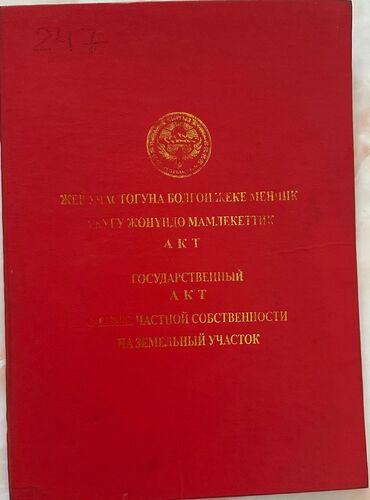 247
ЖЕР УЧАСТОГУНА БОЛГОН ЖЕКЕ МЕНЧИК
УКУГУ ЖӨНҮНДӨ МАМЛЕКЕТТИК
АКТ
ГОСУДАРСТВЕННЫЙ
АКТ
ЧАСТНОЙ СОБСТВЕННОСТИ
НА ЗЕМЕЛЬНЫЙ УЧАСТОК